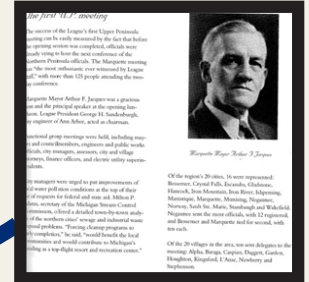 The first "U.P." meeting
The success of the League's first Upper Peninsula
meeting can be easily measured by the fact that before
the opening session was completed, officials were
ready vying to host the next conference of the
Northern Peninsula officials. The Marquette meeting
was "the most enthusiastic ever witnessed by League
staff," with more than 125 people attending the two-
day conference.
Marquette Mayor Arthur F. Jacques was a gracious
host and the principal speaker at the opening lun-
cheon. League President George H. Sandenburgh,
city engineer of Ann Arbor, acted as chairman.
Functional group meetings were held, including may-
ors and councilmembers, engineers and public works
officials, city managers, assessors, city and village
attorneys, finance officers, and electric utility superin-
tendents.
City managers were urged to put improvements of
local water pollution conditions at the top of their
of requests for federal and state aid. Milton P.
secretary of the Michigan Stream Control
Commission, offered a detailed town-by-town analy-
of the northern cities' sewage and industrial waste
disposal problems. "Forcing cleanup programs to
completion," he said, "would benefit the local
communities and would contribute to Michigan's
standing as a top-flight resort and recreation center."
Marquette Mayor Arthur F. Jacques
Of the region's 20 cities, 16 were represented:
Bessemer, Crystal Falls, Escanaba, Gladstone,
Hancock, Iron Mountain, Iron River, Ishpeming,
Manistique, Marquette, Munising, Negaunee,
Norway, Sault Ste. Marie, Stambaugh and Wakefield.
Negaunee sent the most officials, with 12 registered,
and Bessemer and Marquette tied for second, with
ten each.
Of the 20 villages in the area, ten sent delegates to the
meeting: Alpha, Baraga, Caspian, Daggett, Garden,
Houghton, Kingsford, L'Anse, Newberry and
Stephenson.